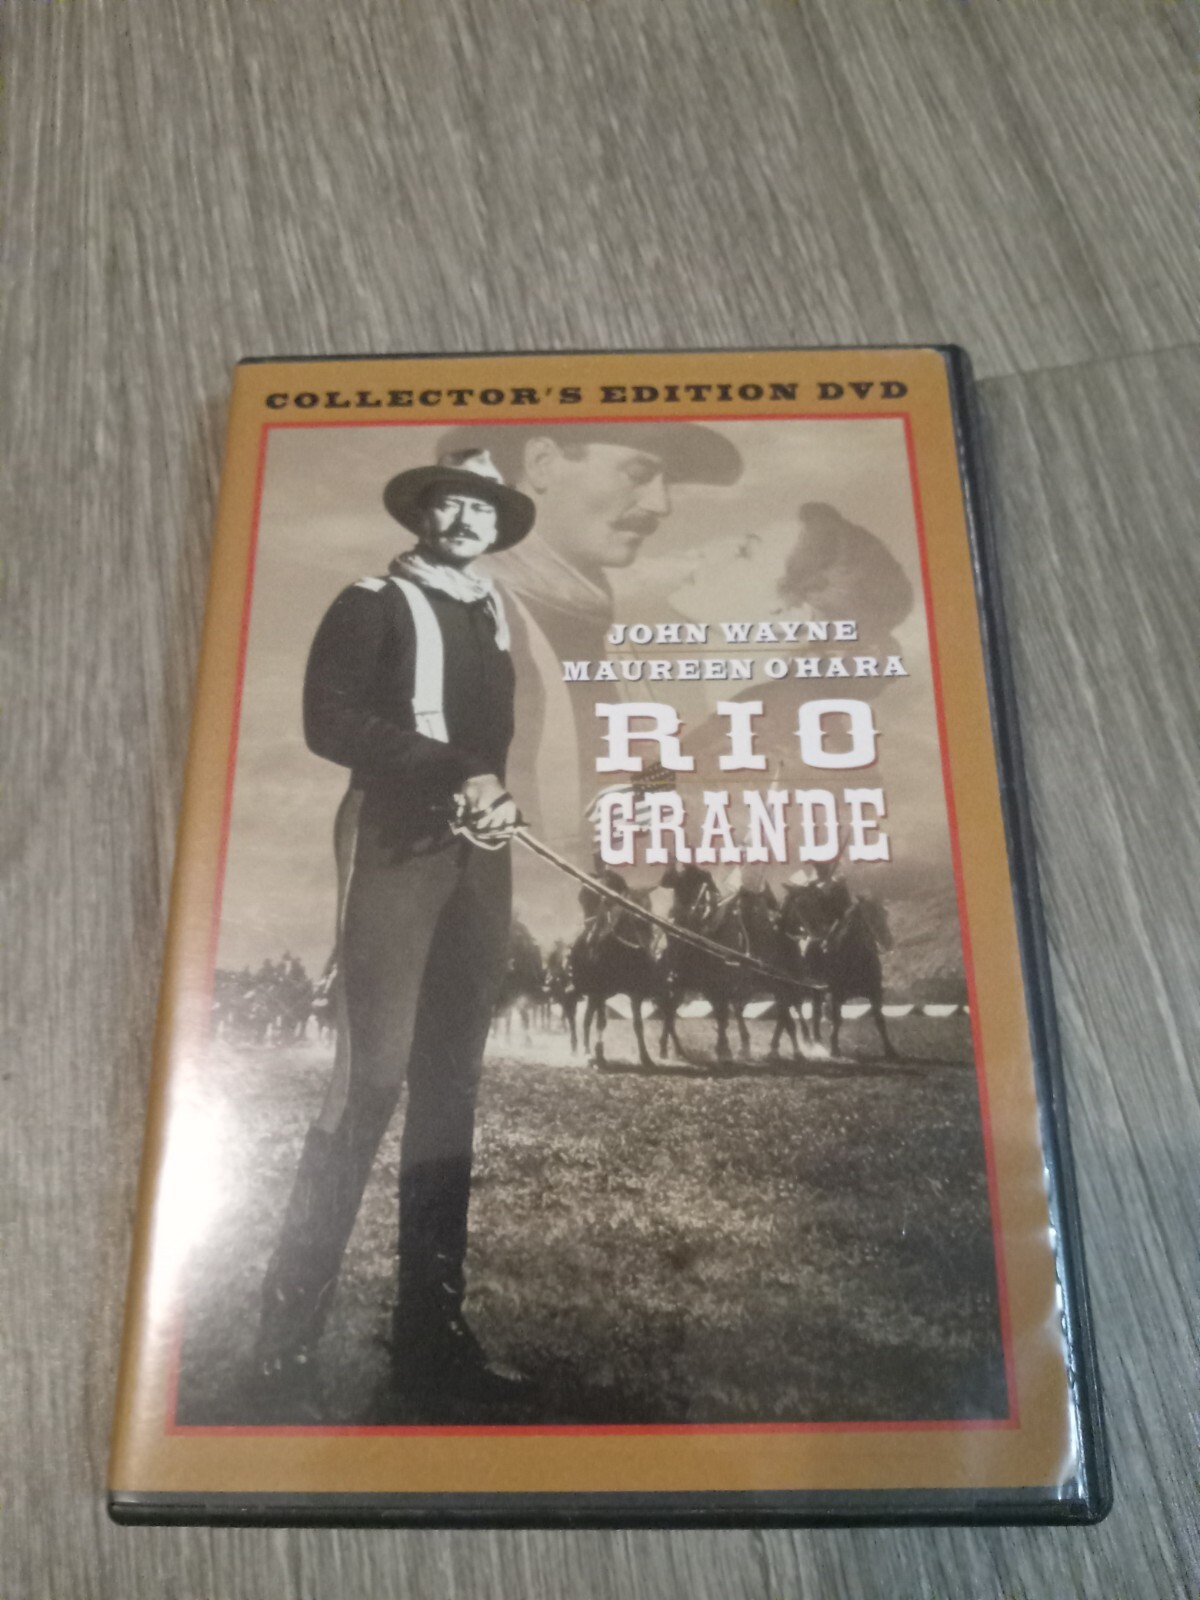 COLLECTOR'S EDITION DVD
JOHN WAYNE
MAUREEN O'HARA
RIO
GRANDE